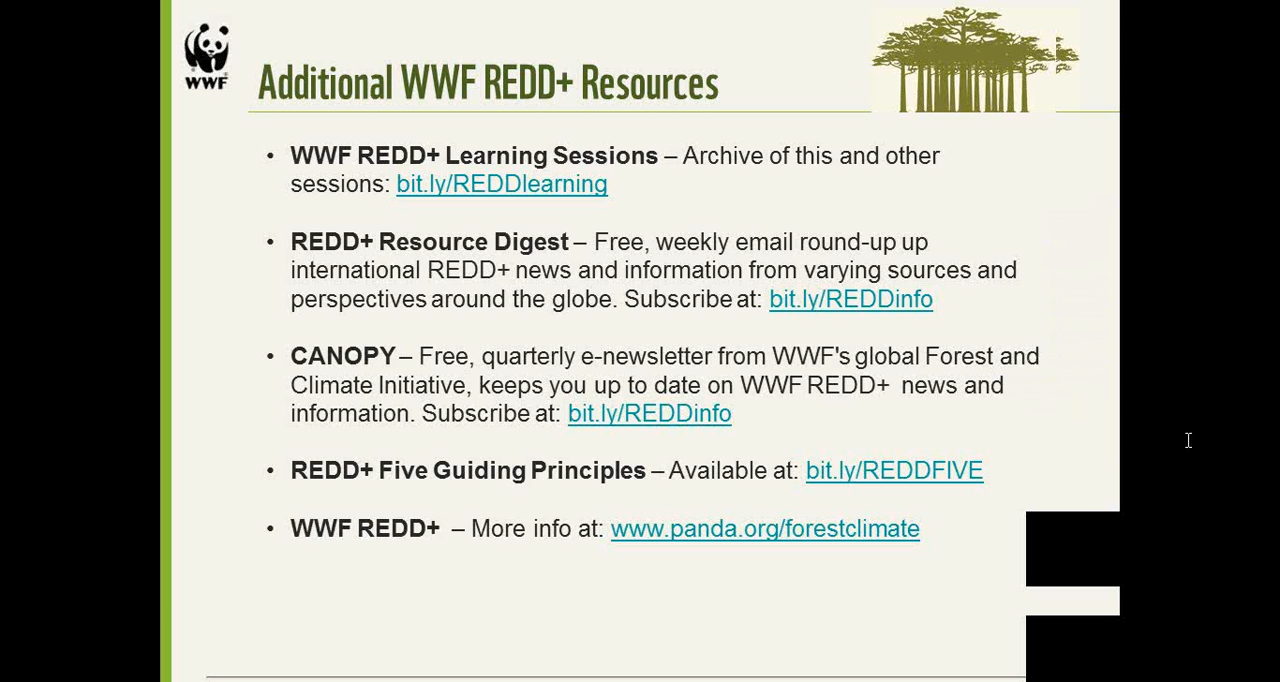 WWF
Additional WWF REDD+ Resources
• WWF REDD+ Learning Sessions – Archive of this and other
sessions: bit.ly/REDDlearning
• REDD+ Resource Digest – Free, weekly email round-up up
international REDD+ news and information from varying sources and
perspectives around the globe. Subscribe at: bit.ly/REDDinfo
• CANOPY – Free, quarterly e-newsletter from WWF's global Forest and
Climate Initiative, keeps you up to date on WWF REDD+ news and
information. Subscribe at: bit.ly/REDDinfo
• REDD+ Five Guiding Principles – Available at: bit.ly/REDDFIVE
• WWF REDD+ – More info at: www.panda.org/forestclimate